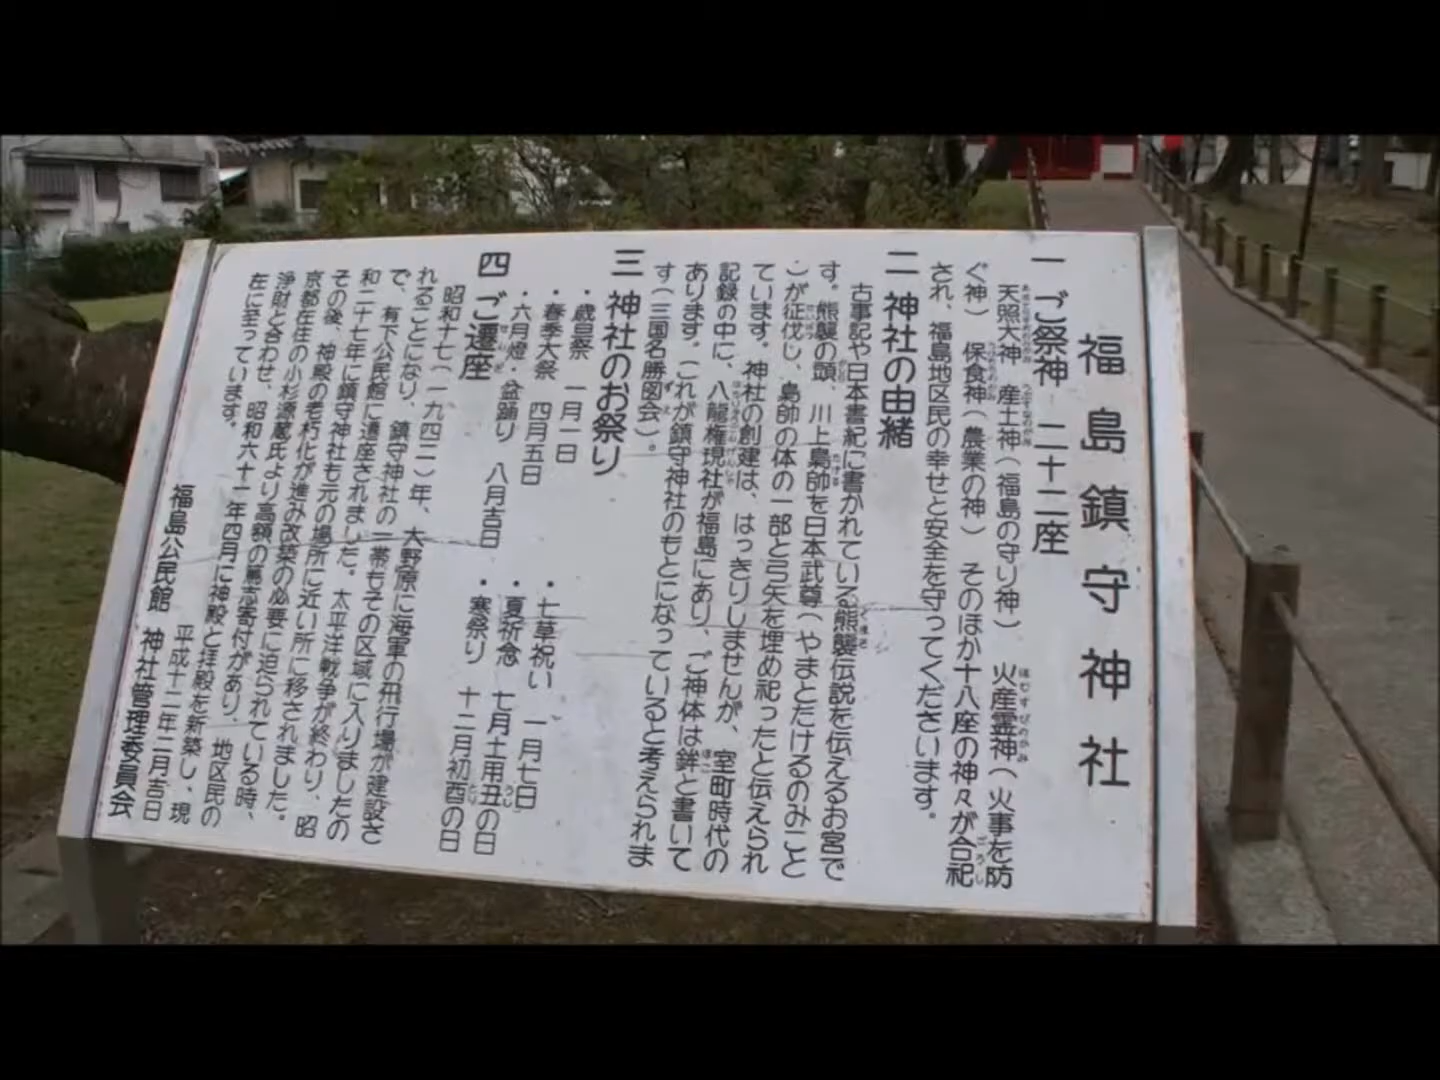 福島鎮守神社
一 ご祭神 二十二座
天照大神 産土神（福島の守り神） 火産霊神（火事を防
ぐ神） 保食神（農業の神） そのほか十八座の神々が合祀
され、福島地区民の幸せと安全を守ってくださいます。
二 神社の由緒
古事記や日本書紀に書かれている熊襲伝説を伝えるお宮で
す。熊襲の頭、川上梟帥を日本武尊（やまとだけるのみこと
）が征伐し、梟帥の体の一部と弓矢を埋め祀ったと伝えられ
ています。神社の創建は、はっきりしませんが、室町時代の
記録の中に、八龍権現社が福島にあり、ご神体は鉾と書いて
あります。これが鎮守神社のもとになっていると考えられま
す（三国名勝図会）。
三 神社のお祭り
・歳旦祭 一月一日
・七草祝い 一月七日
・春季大祭 四月五日
・夏祈念 七月土用丑の日
・六月燈・盆踊り 八月吉日
・寒祭り 十二月初酉の日
四 ご遷座
昭和十七（一九四二）年、大野原に海軍の飛行場が建設さ
れることになり、鎮守神社の一帯もその区域に入りましたの
で、有下公民館に遷座されました。太平洋戦争が終わり、昭
和二十七年に鎮守神社も元の場所に近い所に移されました。
その後、神殿の老朽化が進み改築の必要に迫られている時、
京都在住の小杉源蔵氏より高額の篤志寄付があり、地区民の
浄財と合わせ、昭和六十一年四月に神殿と拝殿を新築し、現
在に至っています。
平成十二年二月吉日
福島公民館 神社管理委員会